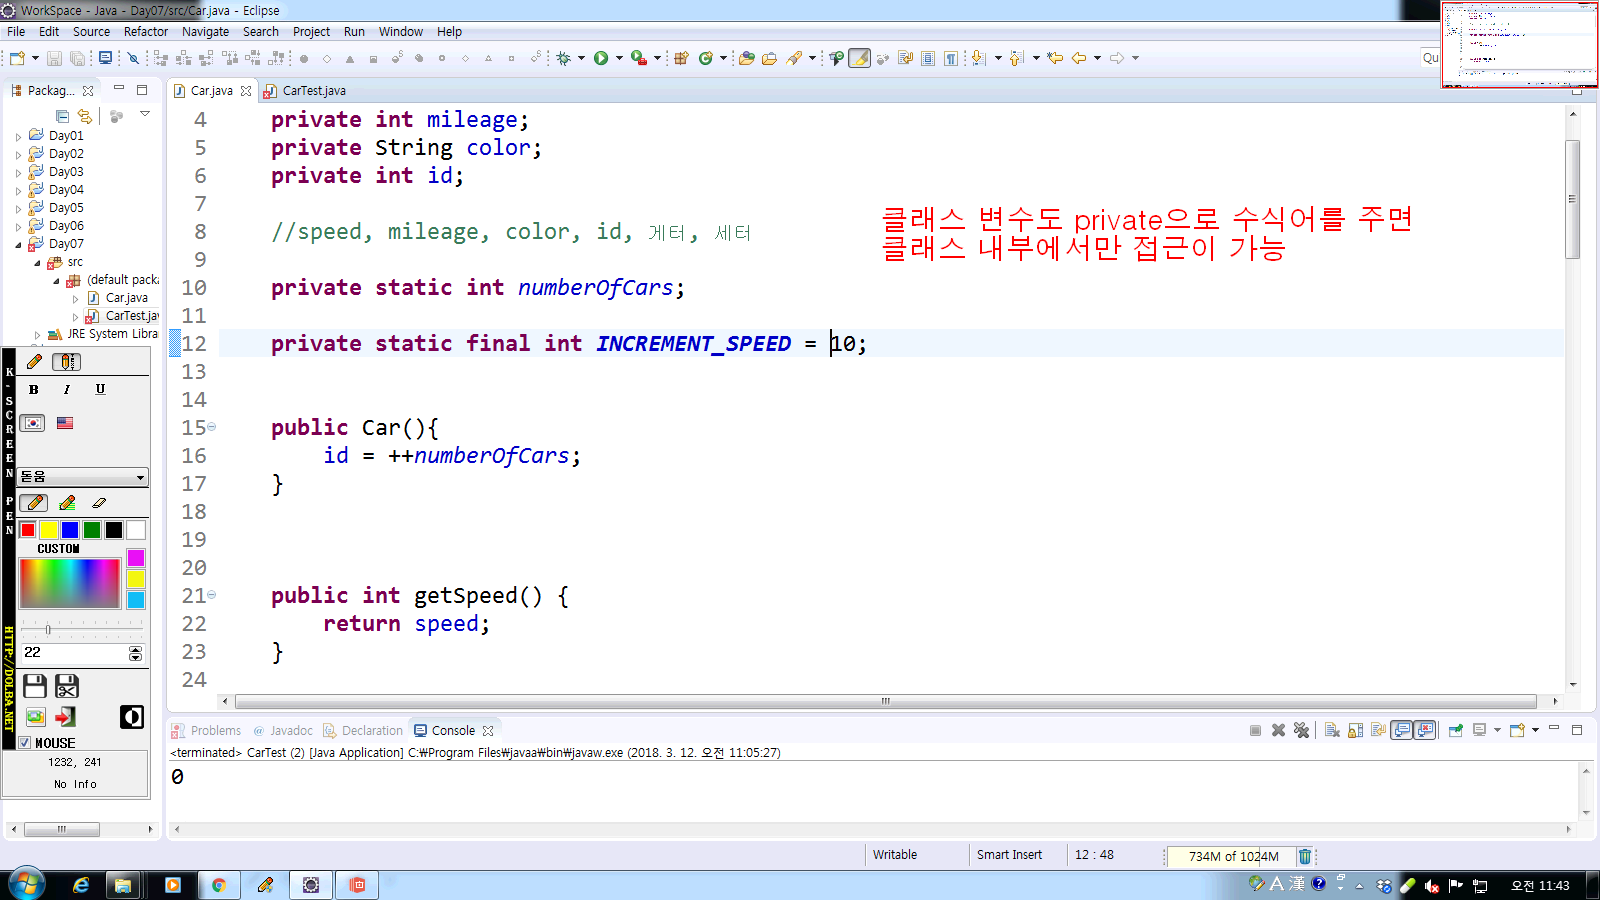 WorkSpace - Java - Day07/src/Car.java - Eclipse
File Edit Source Refactor Navigate Search Project Run Window Help
Qu
Packag...
Car.java
CarTest.java
Day01
Day02
Day03
Day04
Day05
Day06
Day07
src
(default packa
Car.java
CarTest.jav
JRE System Libra
4 private int mileage;
5 private String color;
6 private int id;
7
8 //speed, mileage, color, id, 게터, 세터
9
10 private static int numberOfCars;
11
12 private static final int INCREMENT_SPEED = 10;
13
14
15 public Car(){
16 id = ++numberOfCars;
17 }
18
19
20
21 public int getSpeed() {
22 return speed;
23 }
24
클래스 변수도 private으로 수식어를 주면
클래스 내부에서만 접근이 가능
K-SCREEN PEN
HTTP://DOLBA.NET
TEXT
B I U
돋움
CUSTOM
22
MOUSE
1232, 241
No Info
Problems @ Javadoc Declaration Console
<terminated> CarTest (2) [Java Application] C:₩Program Files₩javaa₩bin₩javaw.exe (2018. 3. 12. 오전 11:05:27)
0
Writable Smart Insert 12 : 48 734M of 1024M
A 漢 오전 11:43